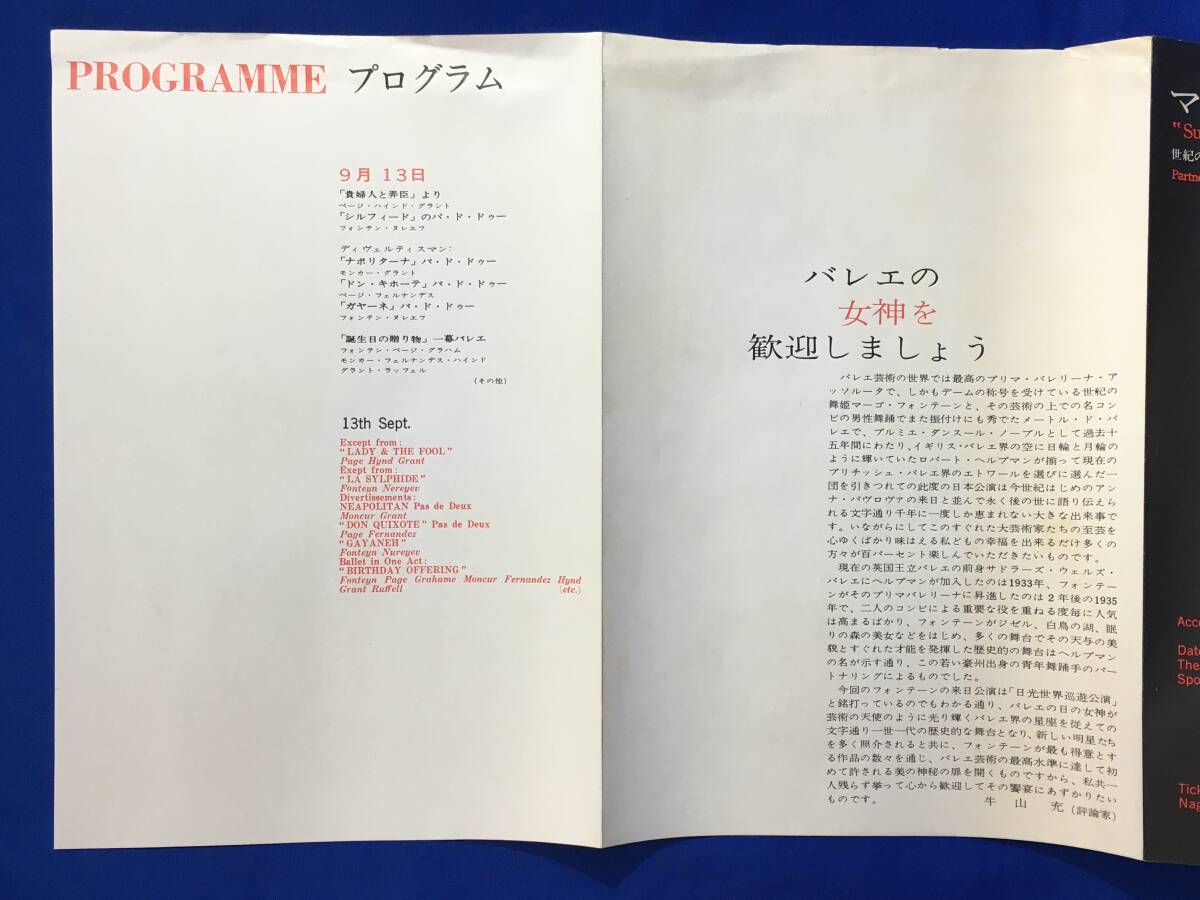 PROGRAMME プログラム
9月 13日
「貴婦人と弄臣」より
ページ・ハインド・グラント
「シルフィード」のパ・ド・ドゥー
フォンテン・ヌレエフ
ディヴェルティスマン:
「ナポリターナ」パ・ド・ドゥー
モンカー・グラント
「ドン・キホーテ」パ・ド・ドゥー
ページ・フェルナンデス
「ガヤーネ」パ・ド・ドゥー
フォンテン・ヌレエフ
「誕生日の贈り物」一幕バレエ
フォンテン・ページ・グラハム
モンカー・フェルナンデス・ハインド
グラント・ラッフェル
(その他)
13th Sept.
Except from:
“LADY & THE FOOL”
Page Hynd Grant
Exept from:
“LA SYLPHIDE”
Fonteyn Nereyev
Divertissements:
NEAPOLITAN Pas de Deux
Moncur Grant
“DON QUIXOTE” Pas de Deux
Page Fernandez
“GAYANEH”
Fonteyn Nureyev
Ballet in One Act:
“BIRTHDAY OFFERING”
Fonteyn Page Grahame Moncur Fernandez Hynd
Grant Ruffell (etc.)
バレエの
女神を
歓迎しましょう
バレエ芸術の世界では最高のプリマ・バレリーナ・ア
ッソルータで、しかもデームの称号を受けている世紀の
舞姫マーゴ・フォンテーンと、その芸術の上での名コン
ビの男性舞踊でまた振付けにも秀でたメートル・ド・バ
レエで、プルミエ・ダンスール・ノーブルとして過去十
五年間にわたり、イギリス・バレエ界の空に日輪と月輪の
ように輝いていたロバート・ヘルプマンが揃って現在の
ブリチッシュ・バレエ界のエトワールを選びに選んだ一
団を引きつれての此度の日本公演は今世紀はじめのアン
ナ・パヴロヴァの来日と並んで永く後の世に語り伝えら
れる文字通り千年に一度しか恵まれない大きな出来事で
す。いながらにしてこのすぐれた大芸術家たちの至芸を
心ゆくばかり味はえる私どもの幸福を出来るだけ多くの
方々が百パーセント楽しんでいただきたいものです。
現在の英国王立バレエの前身サドラーズ・ウェルズ・
バレエにヘルプマンが加入したのは1933年、フォンテー
ンがそのプリマバレリーナに昇進したのは2年後の1935
年で、二人のコンビによる重要な役を重ねる度毎に人気
は高まるばかり、フォンテーンがジゼル、白鳥の湖、眠
りの森の美女などをはじめ、多くの舞台でその天与の美
貌とすぐれた才能を発揮した歴史的の舞台はヘルプマン
の名が示す通り、この若い豪州出身の青年舞踊手のパー
トナリングによるものでした。
今回のフォンテーンの来日公演は「日光世界巡遊公演」
と銘打っているのでもわかる通り、バレエの日の女神が
芸術の天使のように光り輝くバレエ界の星座を従えての
文字通り一世一代の歴史的な舞台となり、新しい明星たち
を多く照介されると共に、フォンテーンが最も得意とす
る作品の数々を通じ、バレエ芸術の最高水準に達して初
めて許される美の神秘の扉を開くものですから、私共一
人残らず挙って心から歓迎してその饗宴にあずかりたい
ものです。
牛山 充(評論家)
マ
“Su
世紀の
Partne
Acc
Date
The
Spo
Tick
Nag